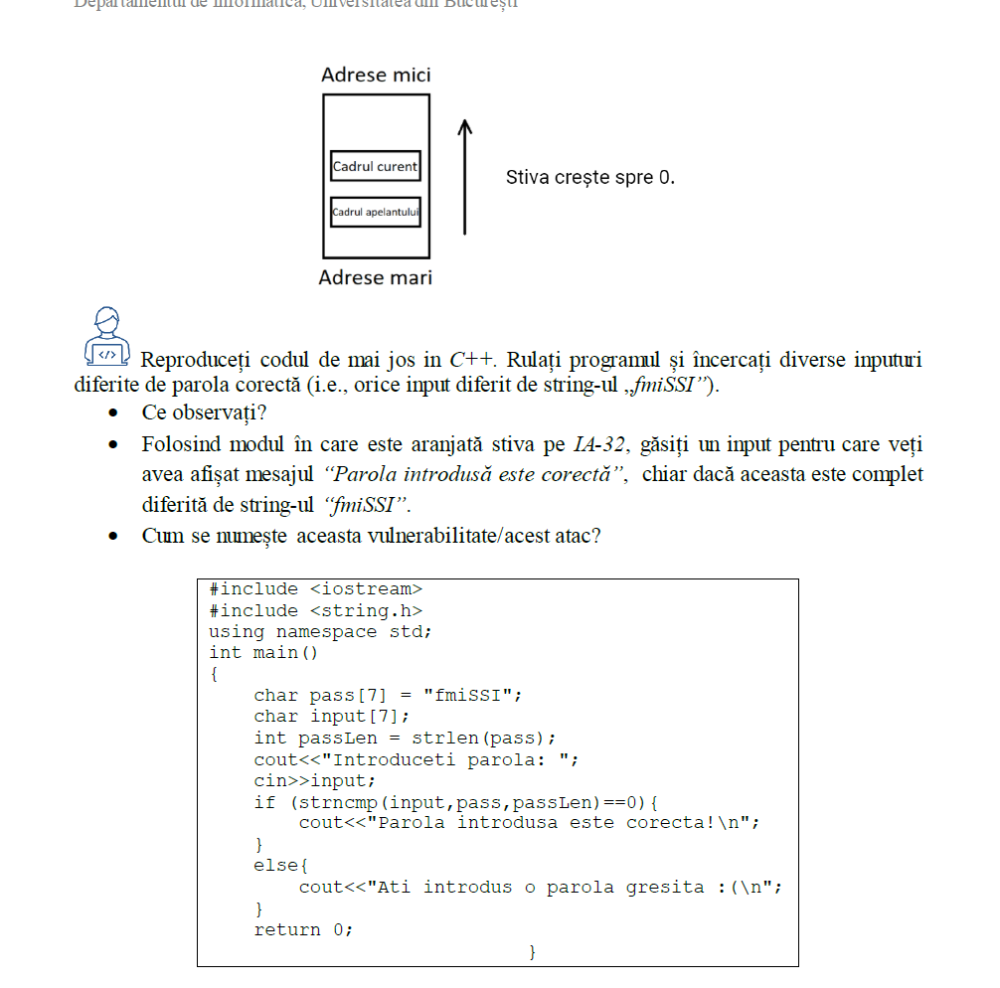 Departamentul de Informatică, Universitatea din București
Adrese mici
Cadrul curent
Cadrul apelantului
Stiva crește spre 0.
Adrese mari
</>
Reproduceți codul de mai jos in C++. Rulați programul și încercați diverse inputuri
diferite de parola corectă (i.e., orice input diferit de string-ul „fmiSSI”).
• Ce observați?
• Folosind modul în care este aranjată stiva pe IA-32, găsiți un input pentru care veți
avea afișat mesajul “Parola introdusă este corectă”, chiar dacă aceasta este complet
diferită de string-ul “fmiSSI”.
• Cum se numește aceasta vulnerabilitate/acest atac?
#include <iostream>
#include <string.h>
using namespace std;
int main()
{
    char pass[7] = "fmiSSI";
    char input[7];
    int passLen = strlen(pass);
    cout<<"Introduceti parola: ";
    cin>>input;
    if (strncmp(input,pass,passLen)==0){
        cout<<"Parola introdusa este corecta!\n";
    }
    else{
        cout<<"Ati introdus o parola gresita :(\n";
    }
    return 0;
}